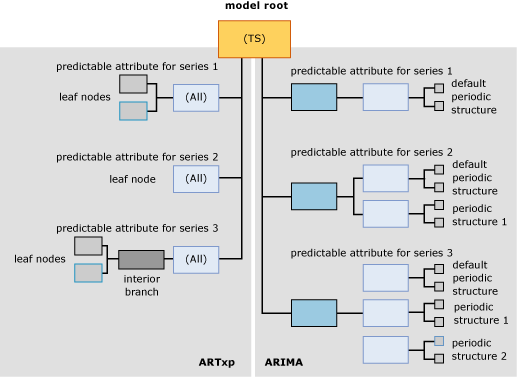 model root
(TS)
predictable attribute for series 1
leaf nodes
(All)
predictable attribute for series 2
leaf node
(All)
predictable attribute for series 3
leaf nodes
(All)
interior
branch
ARTxp
predictable attribute for series 1
default
periodic
structure
predictable attribute for series 2
default
periodic
structure
periodic
structure 1
predictable attribute for series 3
default
periodic
structure
periodic
structure 1
periodic
structure 2
ARIMA